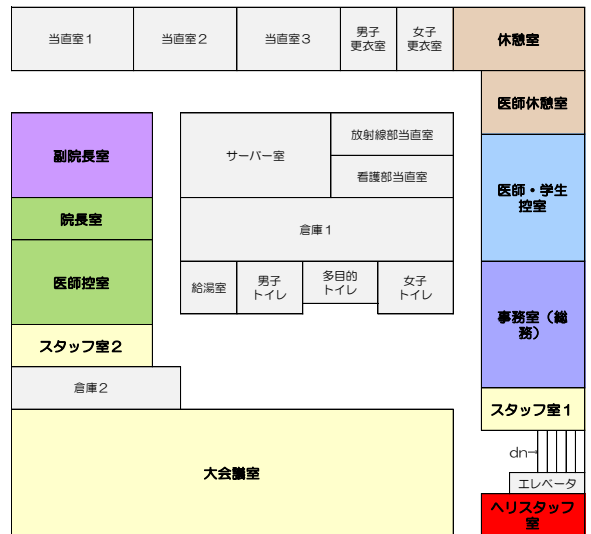 当直室1
当直室2
当直室3
男子
更衣室
女子
更衣室
休憩室
医師休憩室
副院長室
サーバー室
放射線部当直室
看護部当直室
医師・学生
控室
院長室
倉庫1
医師控室
給湯室
男子
トイレ
多目的
トイレ
女子
トイレ
事務室（総
務）
スタッフ室2
倉庫2
スタッフ室1
大会議室
dn→
エレベータ
ヘリスタッフ
室